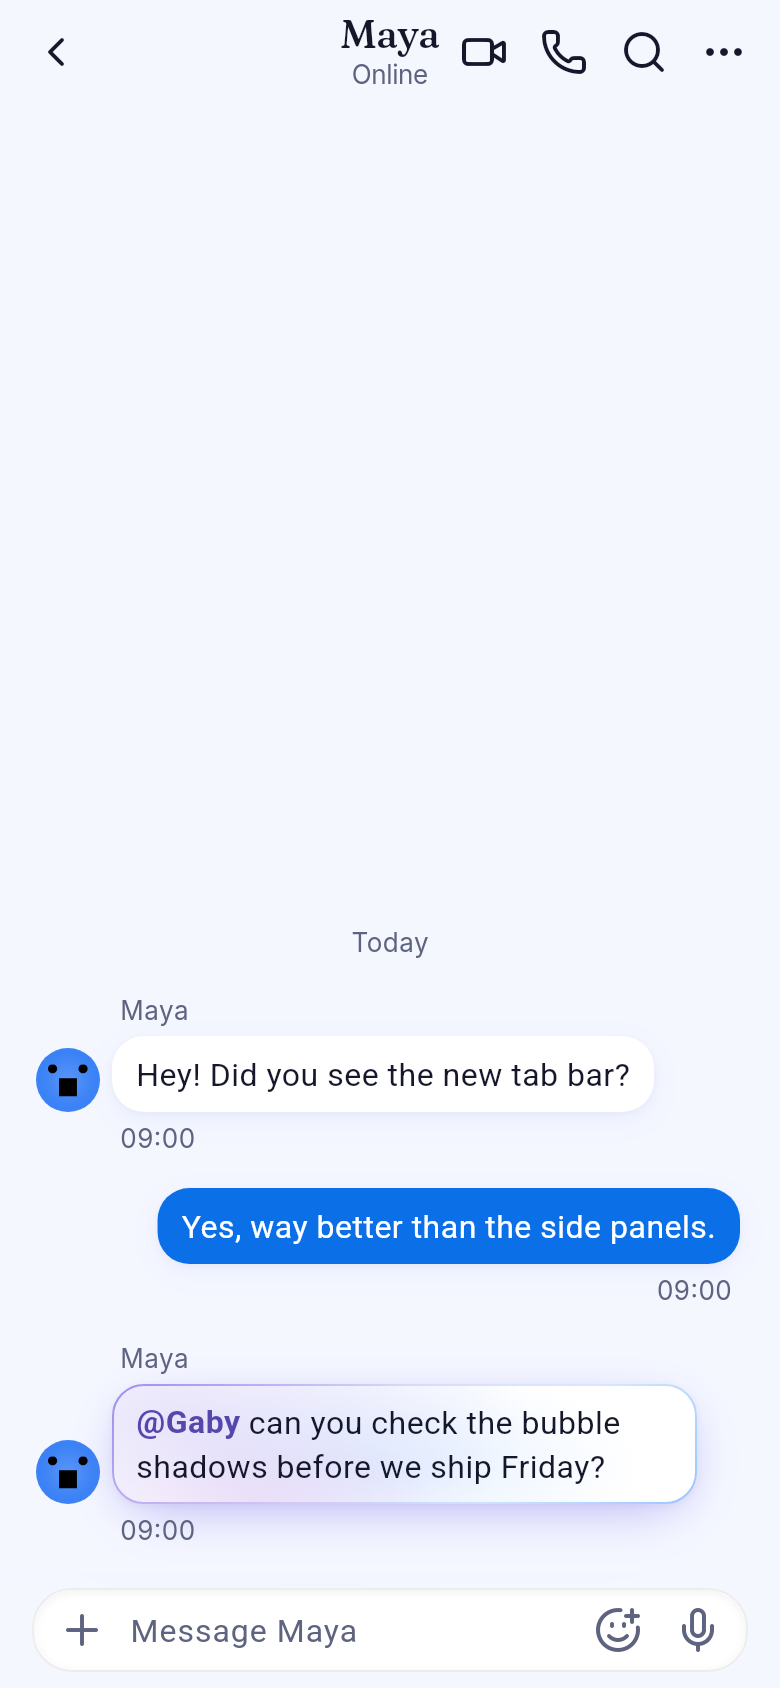 Maya
Online
Today
Maya
Hey! Did you see the new tab bar?
09:00
Yes, way better than the side panels.
09:00
Maya
@Gaby can you check the bubble
shadows before we ship Friday?
09:00
Message Maya